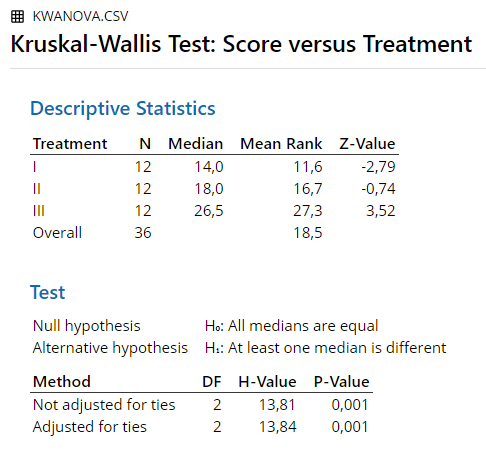 KWANOVA.CSV
Kruskal-Wallis Test: Score versus Treatment
Descriptive Statistics
Treatment N Median Mean Rank Z-Value
I 12 14,0 11,6 -2,79
II 12 18,0 16,7 -0,74
III 12 26,5 27,3 3,52
Overall 36 18,5
Test
Null hypothesis H₀: All medians are equal
Alternative hypothesis H₁: At least one median is different
Method DF H-Value P-Value
Not adjusted for ties 2 13,81 0,001
Adjusted for ties 2 13,84 0,001